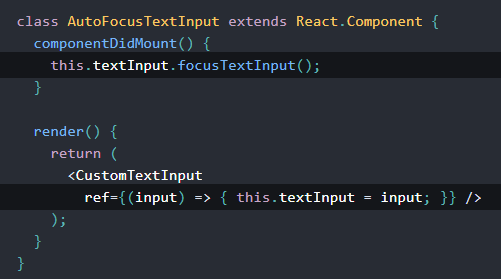 class AutoFocusTextInput extends React.Component {
  componentDidMount() {
    this.textInput.focusTextInput();
  }

  render() {
    return (
      <CustomTextInput
        ref={(input) => { this.textInput = input; }} />
    );
  }
}